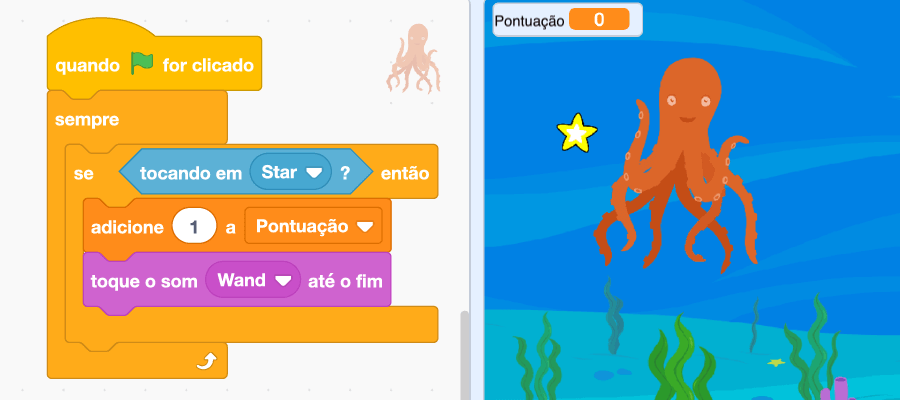 quando for clicado
sempre
se tocando em Star ? então
adicione 1 a Pontuação
toque o som Wand até o fim
Pontuação 0